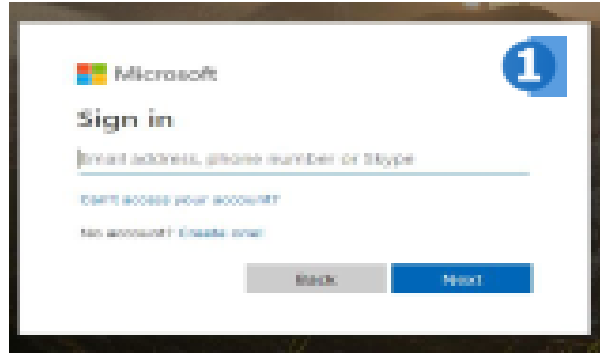 1
Microsoft
Sign in
Email address, phone number or Skype
Can't access your account?
No account? Create one!
Back
Next